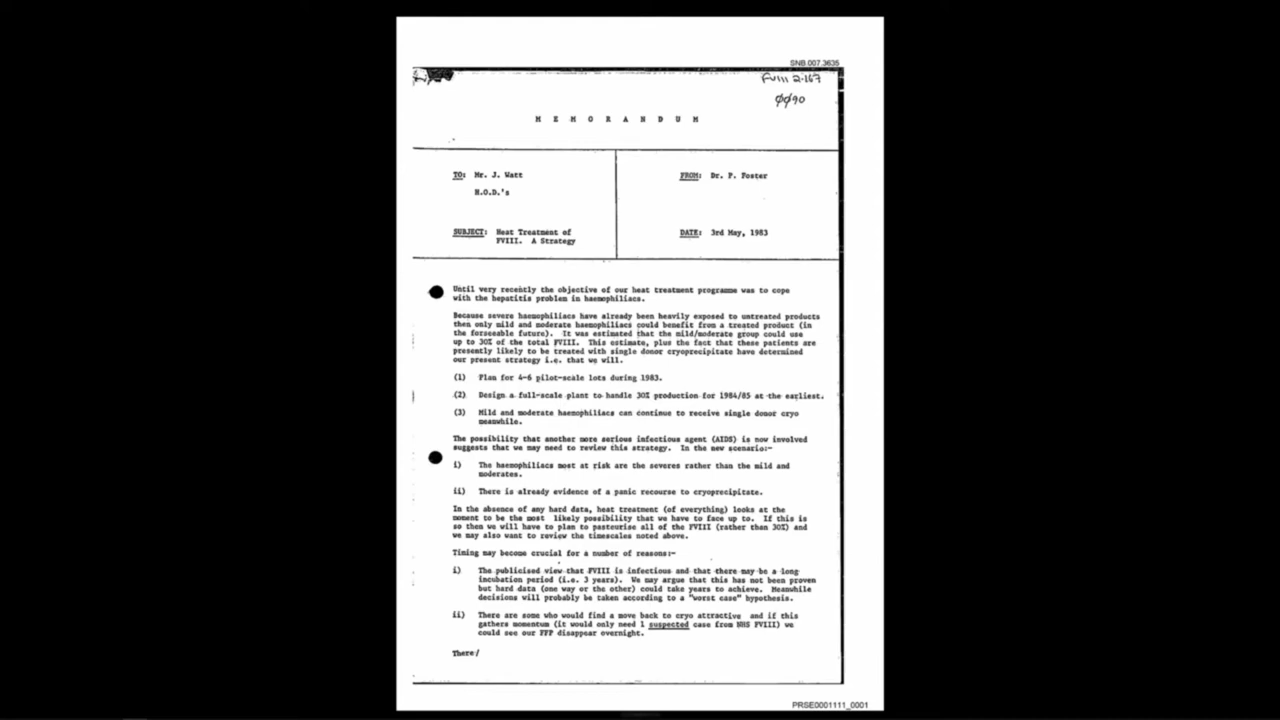 SNB.007.3635
FVIII 2.167
0090
MEMORANDUM
TO: Mr. J. Watt
H.O.D.'s
FROM: Dr. P. Foster
SUBJECT: Heat Treatment of
FVIII. A Strategy
DATE: 3rd May, 1983
Until very recently the objective of our heat treatment programme was to cope
with the hepatitis problem in haemophiliacs.
Because severe haemophiliacs have already been heavily exposed to untreated products
then only mild and moderate haemophiliacs could benefit from a treated product (in
the forseeable future). It was estimated that the mild/moderate group could use
up to 30% of the total FVIII. This estimate, plus the fact that these patients are
presently likely to be treated with single donor cryoprecipitate have determined
our present strategy i.e. that we will.
(1) Plan for 4-6 pilot-scale lots during 1983.
(2) Design a full-scale plant to handle 30% production for 1984/85 at the earliest.
(3) Mild and moderate haemophiliacs can continue to receive single donor cryo
meanwhile.
The possibility that another more serious infectious agent (AIDS) is now involved
suggests that we may need to review this strategy. In the new scenario:-
i) The haemophiliacs most at risk are the severes rather than the mild and
moderates.
ii) There is already evidence of a panic recourse to cryoprecipitate.
In the absence of any hard data, heat treatment (of everything) looks at the
moment to be the most likely possibility that we have to face up to. If this is
so then we will have to plan to pasteurise all of the FVIII (rather than 30%) and
we may also want to review the timescales noted above.
Timing may become crucial for a number of reasons:-
i) The publicised view that FVIII is infectious and that there may be a long
incubation period (i.e. 3 years). We may argue that this has not been proven
but hard data (one way or the other) could take years to achieve. Meanwhile
decisions will probably be taken according to a "worst case" hypothesis.
ii) There are some who would find a move back to cryo attractive and if this
gathers momentum (it would only need 1 suspected case from NHS FVIII) we
could see our FFP disappear overnight.
There/
PRSE0001111_0001